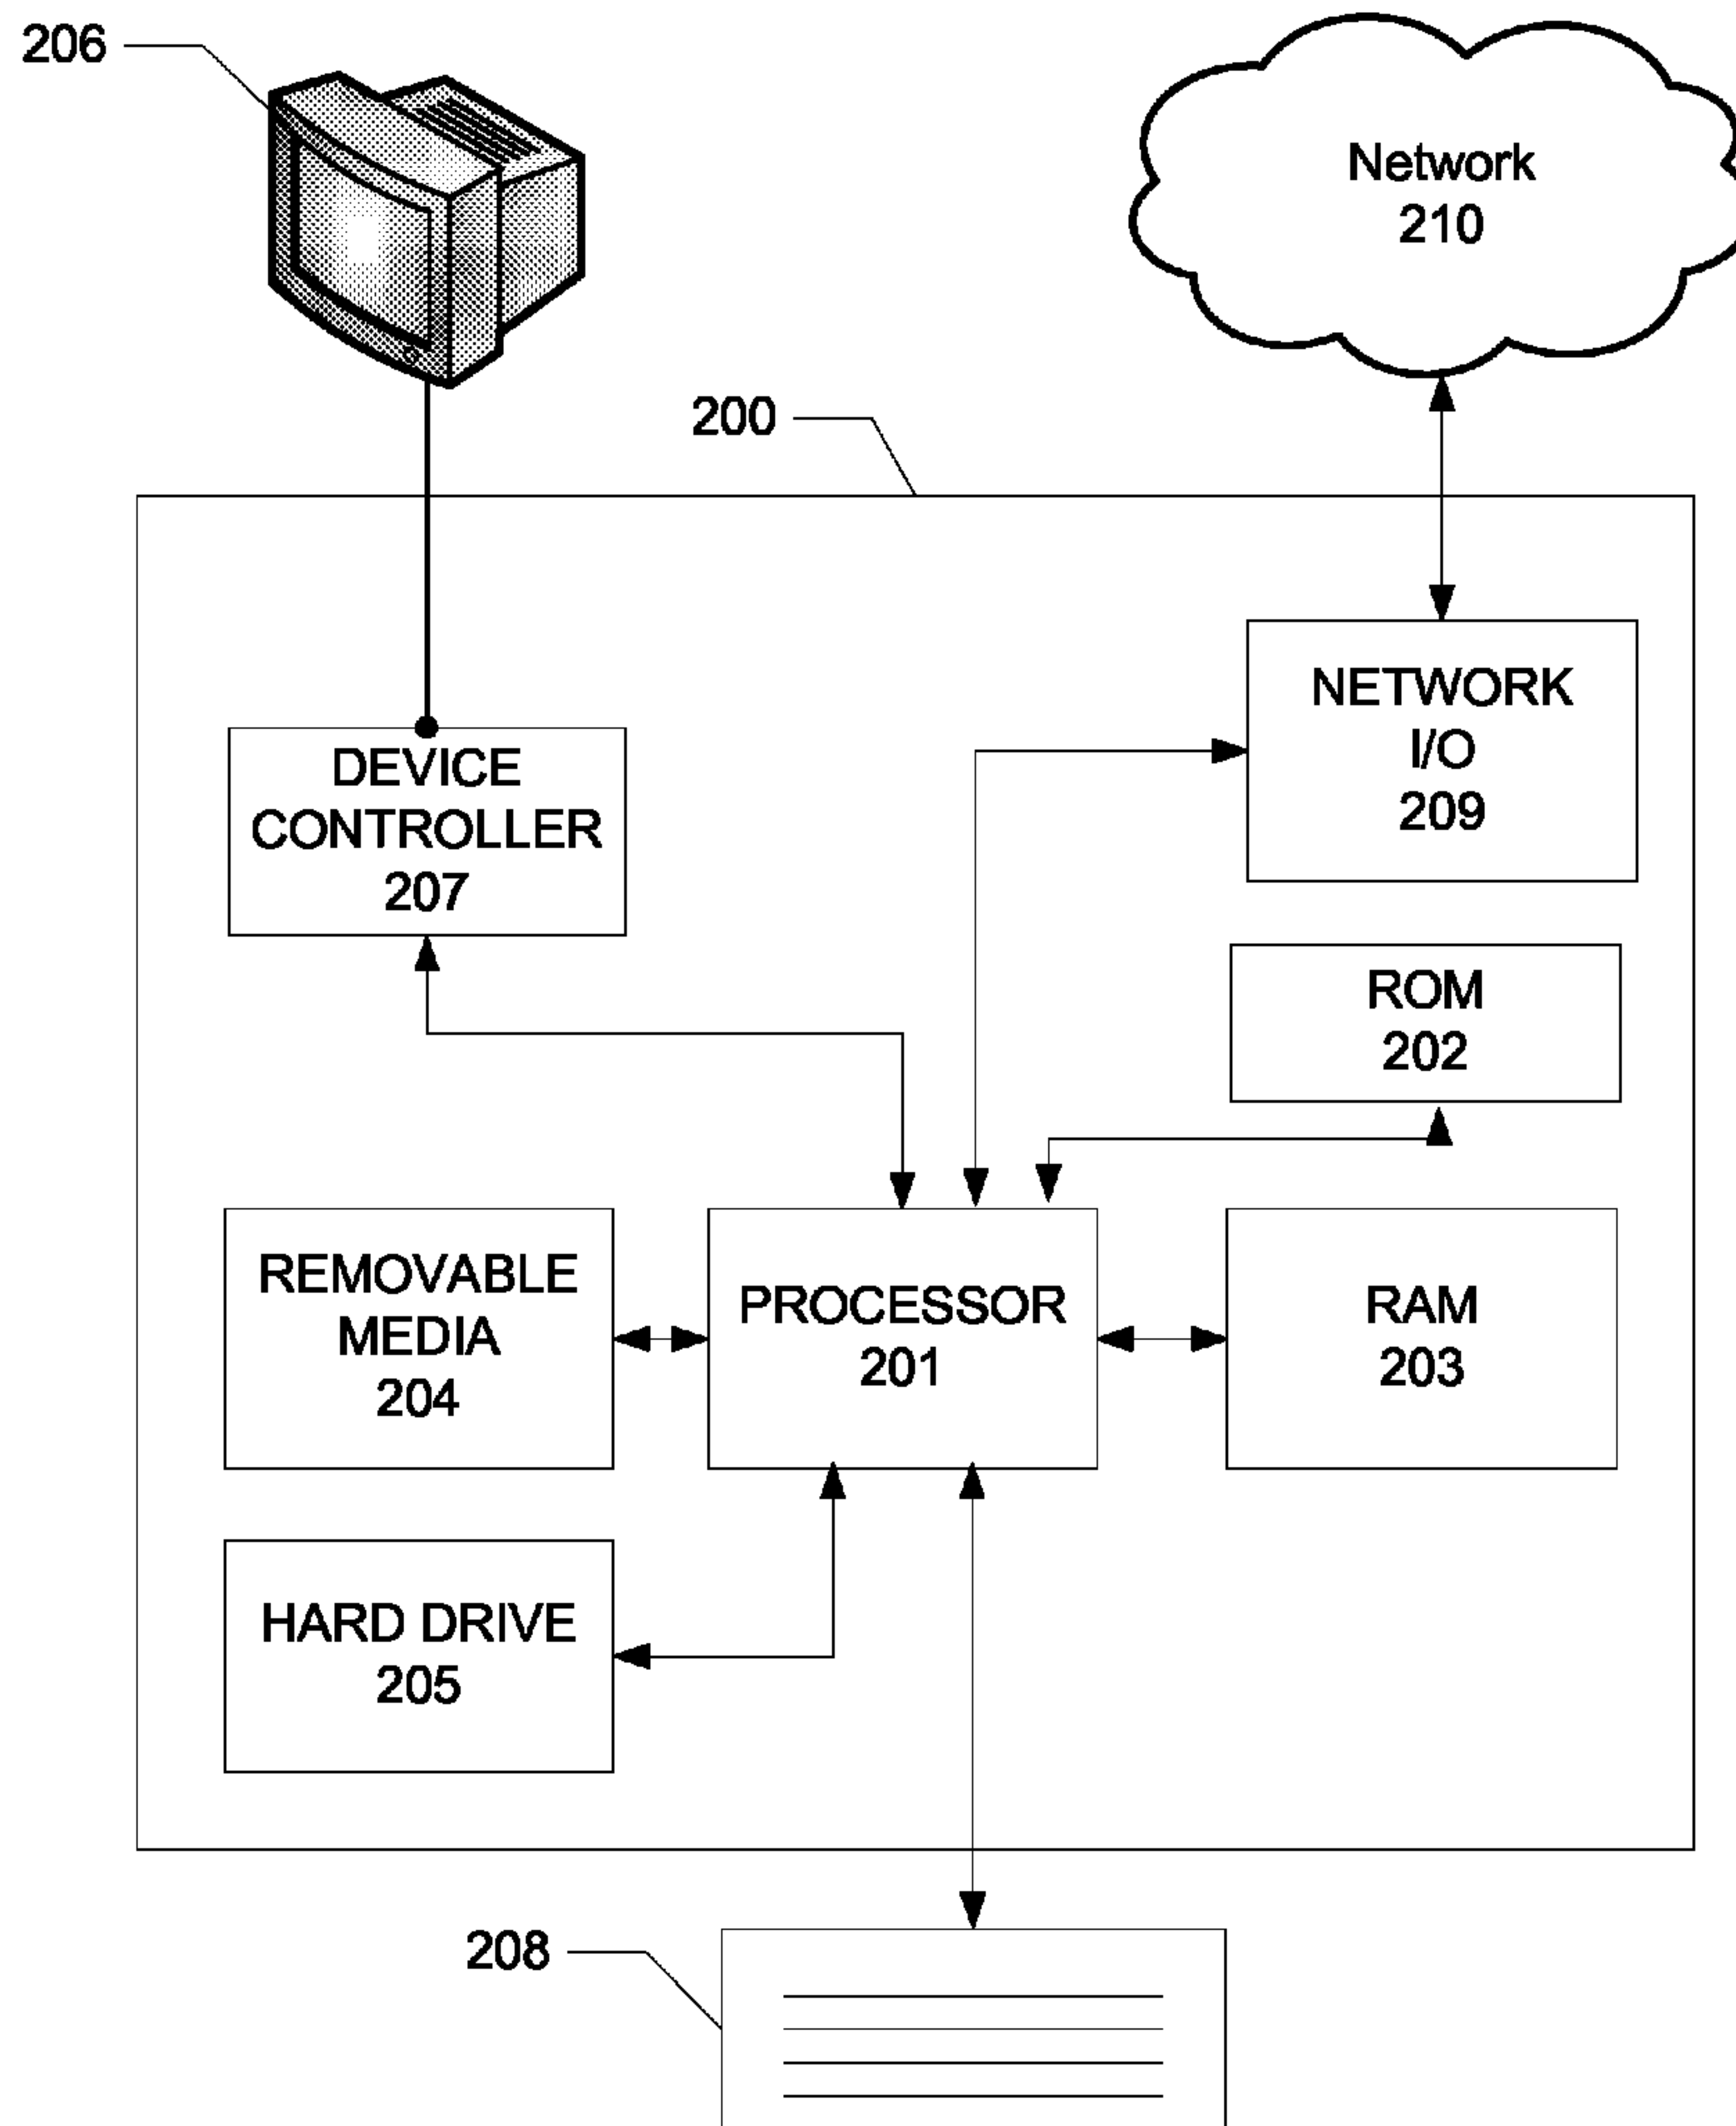 206
Network
210
200
NETWORK
I/O
209
DEVICE
CONTROLLER
207
ROM
202
REMOVABLE
MEDIA
204
PROCESSOR
201
RAM
203
HARD DRIVE
205
208